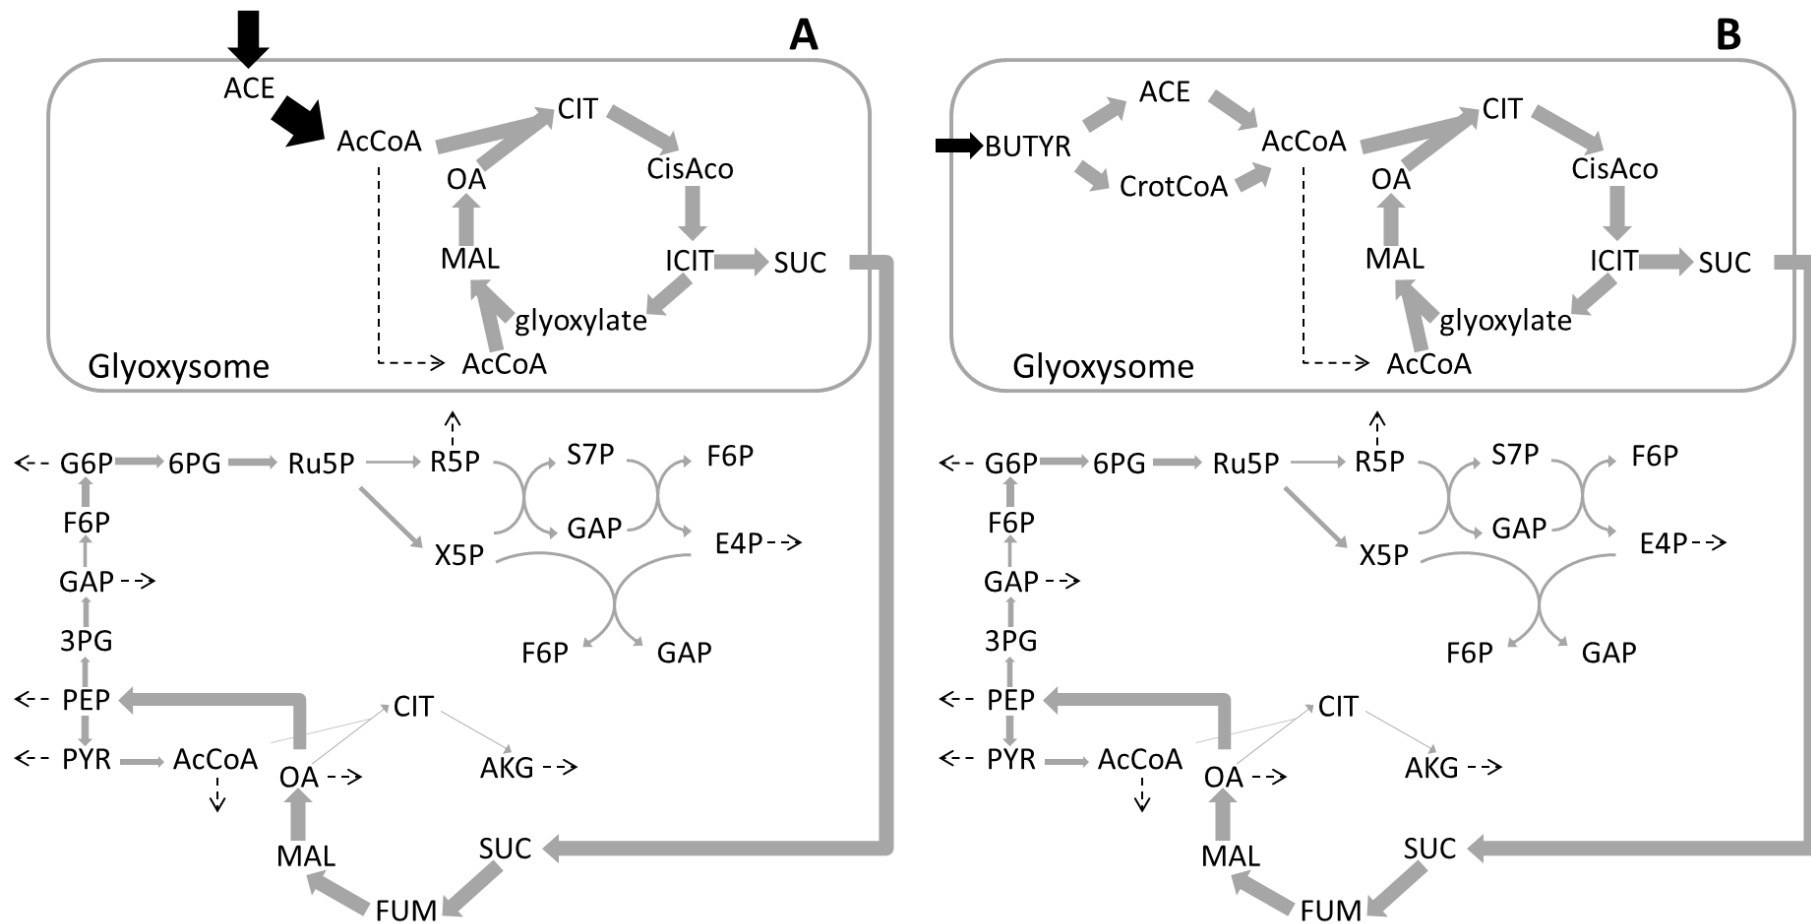 A
ACE
CIT
AcCoA
CisAco
OA
MAL
ICIT
SUC
glyoxylate
AcCoA
Glyoxysome
G6P
6PG
Ru5P
R5P
S7P
F6P
F6P
GAP
E4P
X5P
GAP
3PG
F6P
GAP
PEP
CIT
PYR
AcCoA
OA
AKG
MAL
SUC
FUM
B
ACE
CIT
BUTYR
AcCoA
CisAco
CrotCoA
OA
MAL
ICIT
SUC
glyoxylate
AcCoA
Glyoxysome
G6P
6PG
Ru5P
R5P
S7P
F6P
F6P
GAP
E4P
X5P
GAP
3PG
F6P
GAP
PEP
CIT
PYR
AcCoA
OA
AKG
MAL
SUC
FUM